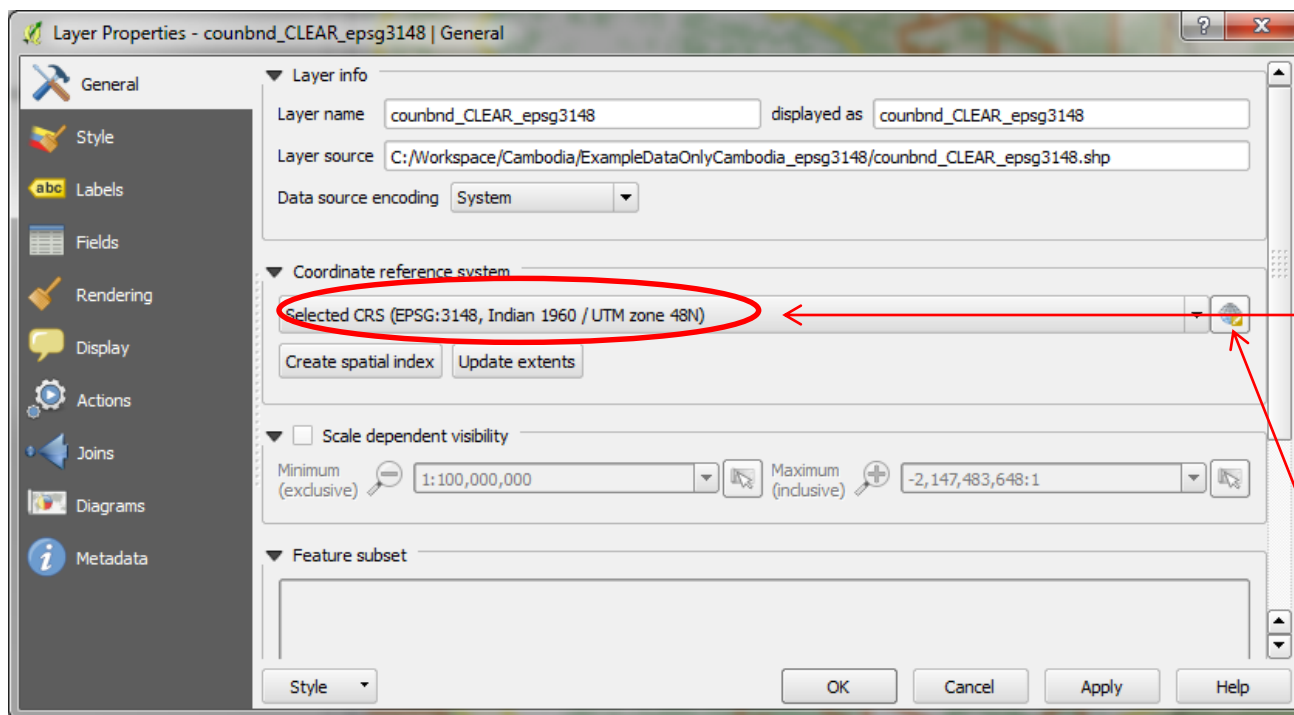 Layer Properties - counbnd_CLEAR_epsg3148 | General
General
Style
Labels
abc
Fields
Rendering
Display
Actions
Joins
Diagrams
Metadata
Layer info
Layer name counbnd_CLEAR_epsg3148 displayed as counbnd_CLEAR_epsg3148
Layer source C:/Workspace/Cambodia/ExampleDataOnlyCambodia_epsg3148/counbnd_CLEAR_epsg3148.shp
Data source encoding System
Coordinate reference system
Selected CRS (EPSG:3148, Indian 1960 / UTM zone 48N)
Create spatial index Update extents
Scale dependent visibility
Minimum (exclusive) 1:100,000,000 Maximum (inclusive) -2,147,483,648:1
Feature subset
Style OK Cancel Apply Help